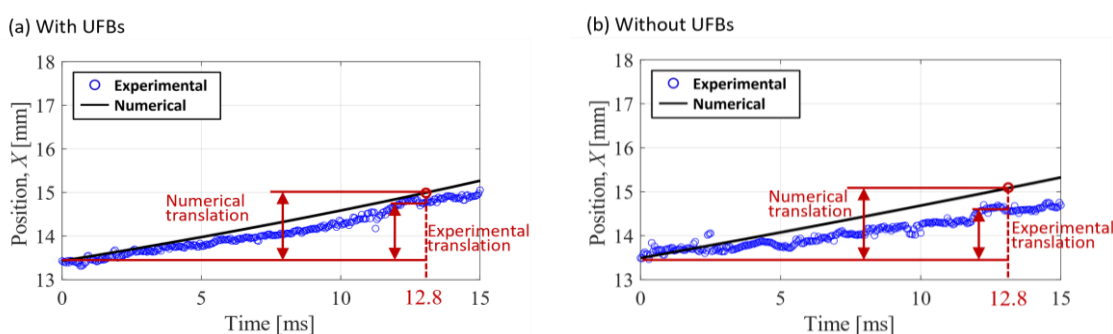 (a) With UFBs
18
17
16
15
14
13
Position, X [mm]
Experimental
Numerical
Numerical
translation
Experimental
translation
0
5
10
12.8
15
Time [ms]
(b) Without UFBs
18
17
16
15
14
13
Position, X [mm]
Experimental
Numerical
Numerical
translation
Experimental
translation
0
5
10
12.8
15
Time [ms]